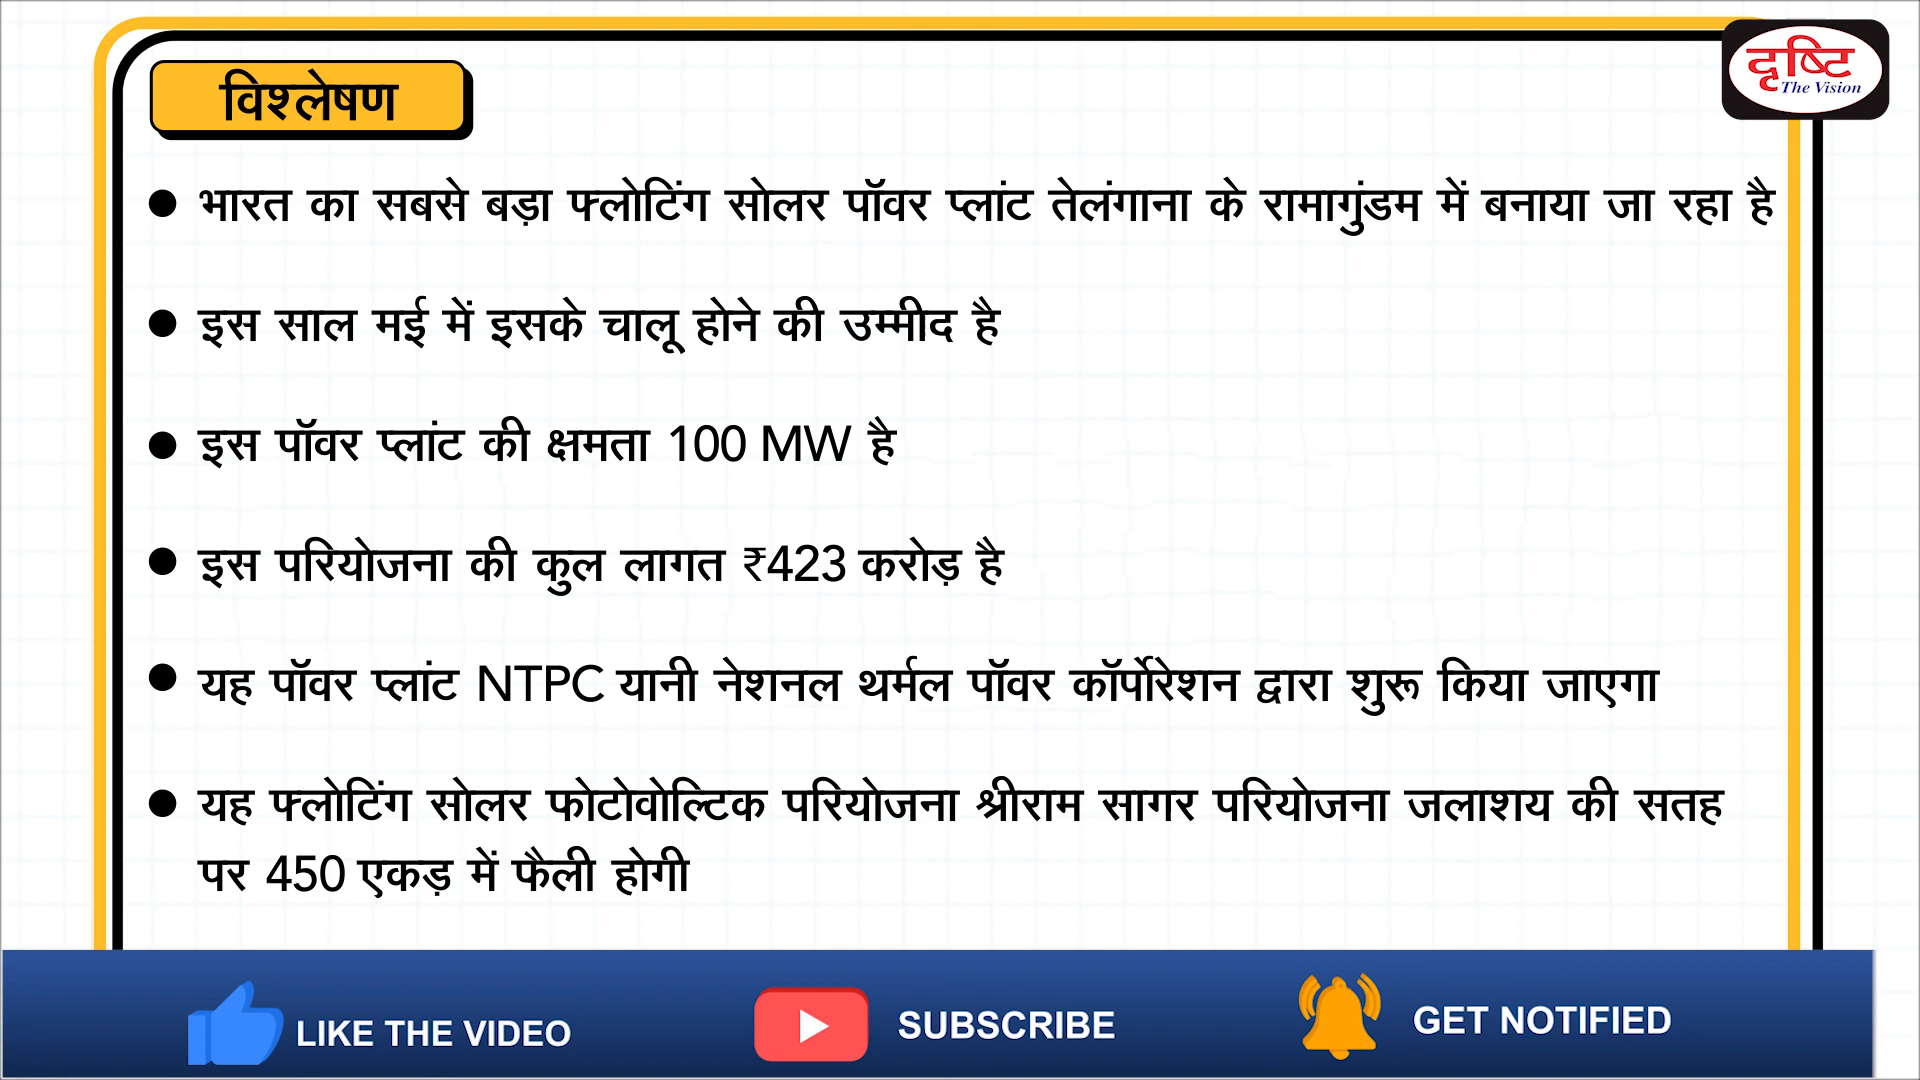 विश्लेषण
दृष्टि
The Vision
● भारत का सबसे बड़ा फ्लोटिंग सोलर पॉवर प्लांट तेलंगाना के रामागुंडम में बनाया जा रहा है
● इस साल मई में इसके चालू होने की उम्मीद है
● इस पॉवर प्लांट की क्षमता 100 MW है
● इस परियोजना की कुल लागत ₹423 करोड़ है
● यह पॉवर प्लांट NTPC यानी नेशनल थर्मल पॉवर कॉर्पोरेशन द्वारा शुरू किया जाएगा
● यह फ्लोटिंग सोलर फोटोवोल्टिक परियोजना श्रीराम सागर परियोजना जलाशय की सतह
पर 450 एकड़ में फैली होगी
LIKE THE VIDEO
SUBSCRIBE
GET NOTIFIED